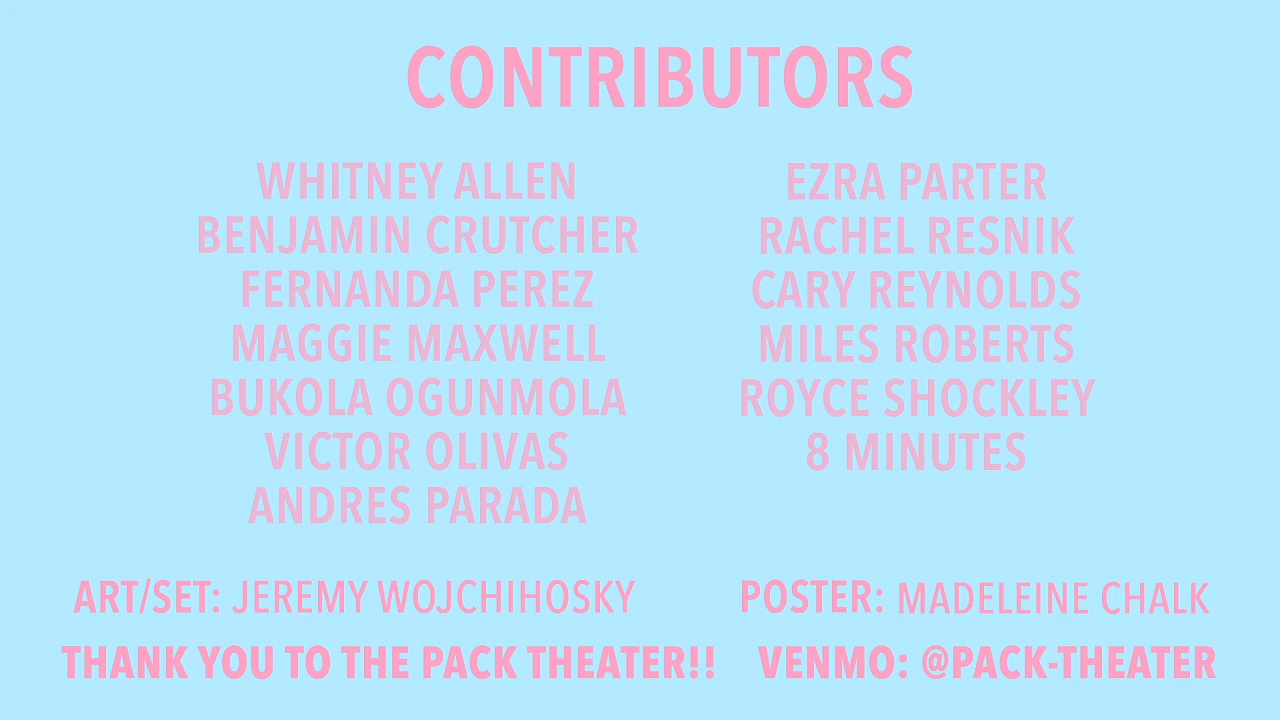 CONTRIBUTORS
WHITNEY ALLEN
BENJAMIN CRUTCHER
FERNANDA PEREZ
MAGGIE MAXWELL
BUKOLA OGUNMOLA
VICTOR OLIVAS
ANDRES PARADA
EZRA PARTER
RACHEL RESNIK
CARY REYNOLDS
MILES ROBERTS
ROYCE SHOCKLEY
8 MINUTES
ART/SET: JEREMY WOJCHIHOSKY
POSTER: MADELEINE CHALK
THANK YOU TO THE PACK THEATER!!
VENMO: @PACK-THEATER